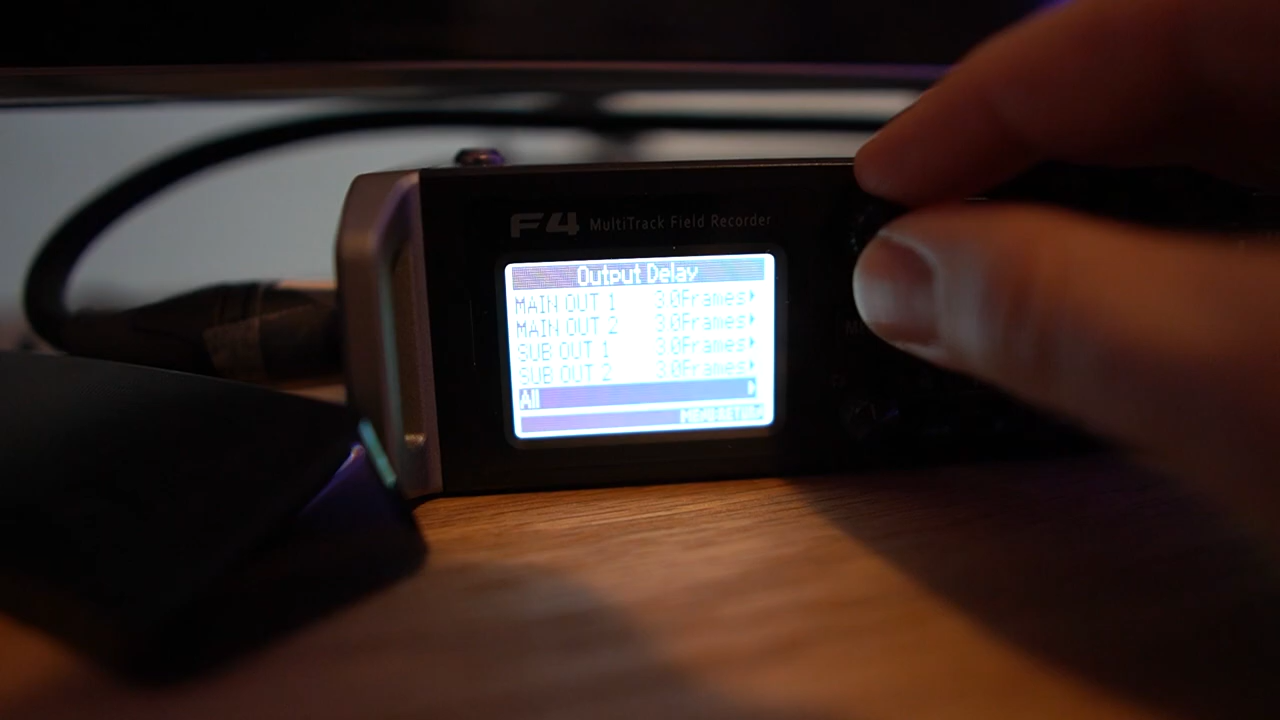 F4 MultiTrack Field Recorder
Output Delay
MAIN OUT 1 3.0Frames
MAIN OUT 2 3.0Frames
SUB OUT 1 3.0Frames
SUB OUT 2 3.0Frames
All